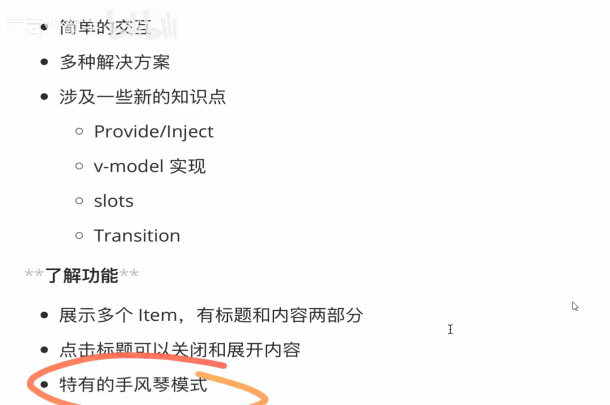 简单的交互
多种解决方案
涉及一些新的知识点
Provide/Inject
v-model 实现
slots
Transition
**了解功能**
展示多个 Item，有标题和内容两部分
点击标题可以关闭和展开内容
特有的手风琴模式